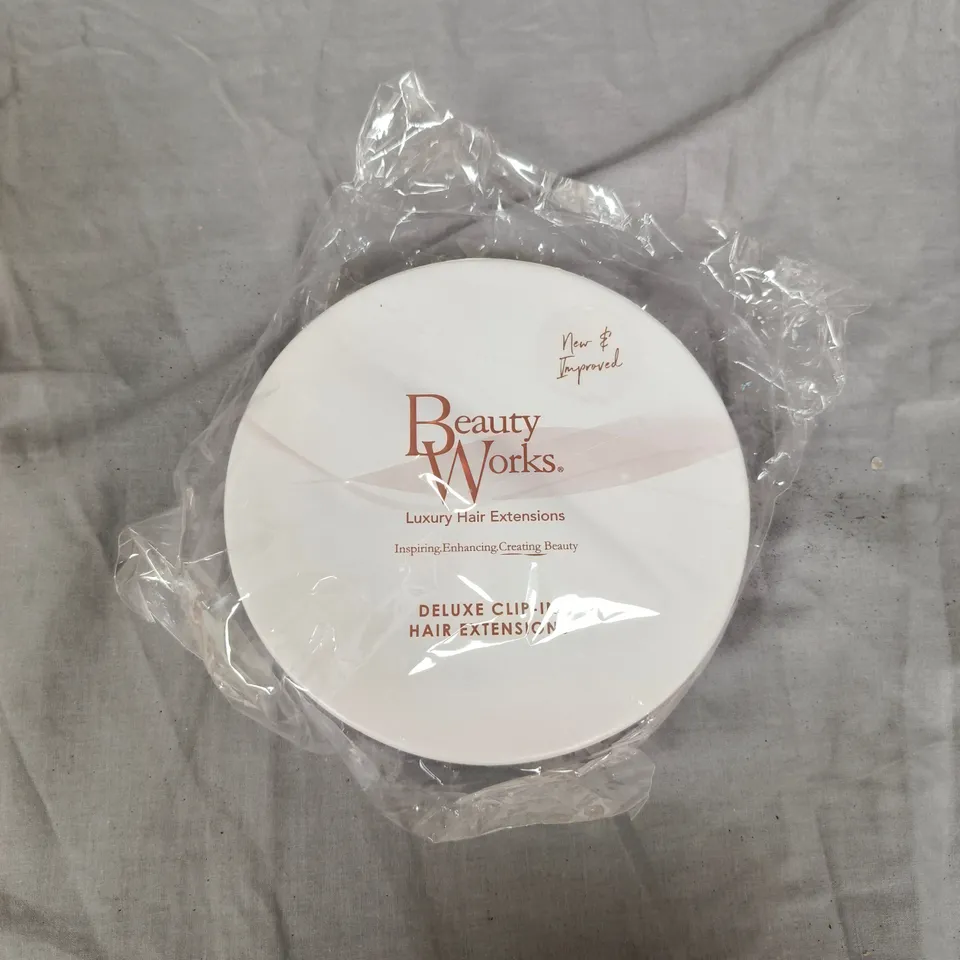 New &
Improved
Beauty
Works®
Luxury Hair Extensions
Inspiring.Enhancing.Creating Beauty
DELUXE CLIP-IN
HAIR EXTENSIONS